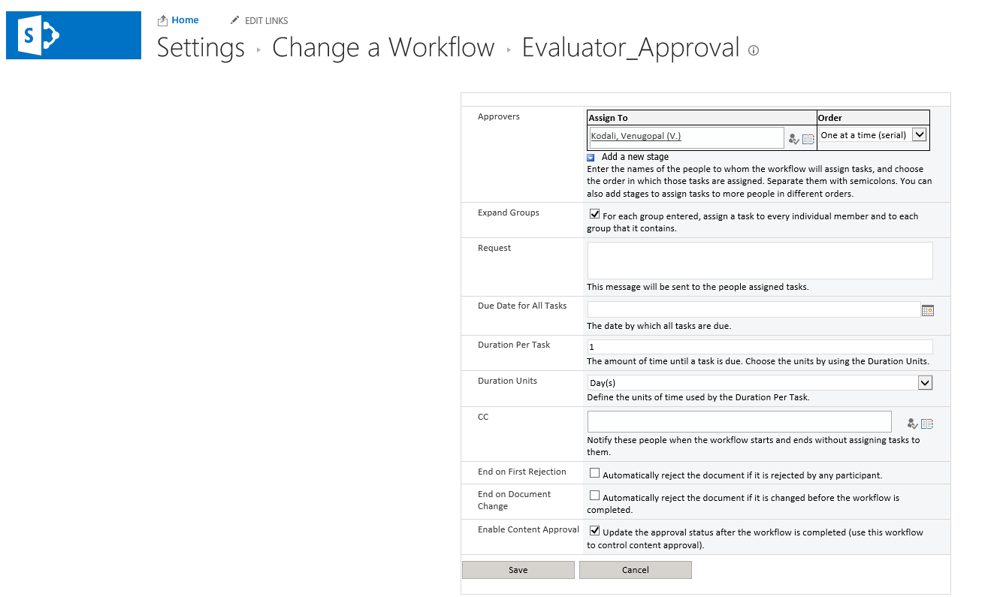 S
Home
EDIT LINKS
Settings Change a Workflow Evaluator_Approval
Approvers
Assign To Order
Kodali, Venugopal (V.) One at a time (serial)
Add a new stage
Enter the names of the people to whom the workflow will assign tasks, and choose
the order in which those tasks are assigned. Separate them with semicolons. You can
also add stages to assign tasks to more people in different orders.
Expand Groups
For each group entered, assign a task to every individual member and to each
group that it contains.
Request
This message will be sent to the people assigned tasks.
Due Date for All Tasks
The date by which all tasks are due.
Duration Per Task
1
The amount of time until a task is due. Choose the units by using the Duration Units.
Duration Units
Day(s)
Define the units of time used by the Duration Per Task.
CC
Notify these people when the workflow starts and ends without assigning tasks to
them.
End on First Rejection
Automatically reject the document if it is rejected by any participant.
End on Document
Change
Automatically reject the document if it is changed before the workflow is
completed.
Enable Content Approval
Update the approval status after the workflow is completed (use this workflow
to control content approval).
Save Cancel